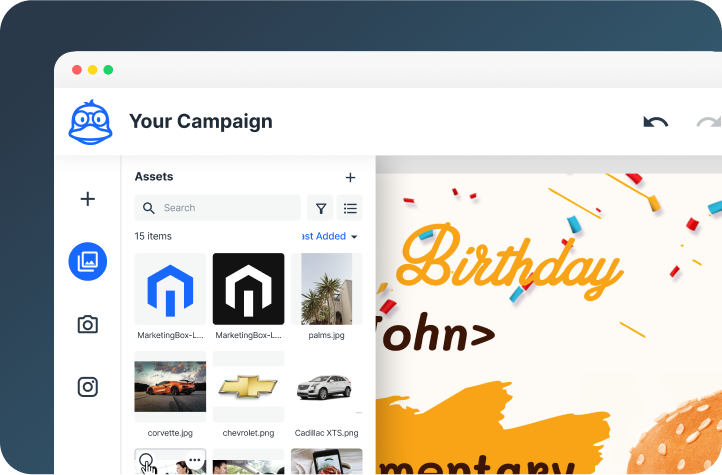 Your Campaign
Assets
Search
15 items
ast Added
MarketingBox-L...
MarketingBox-L...
palms.jpg
corvette.jpg
chevrolet.png
Cadillac XTS.png
Birthday
John>
mentary